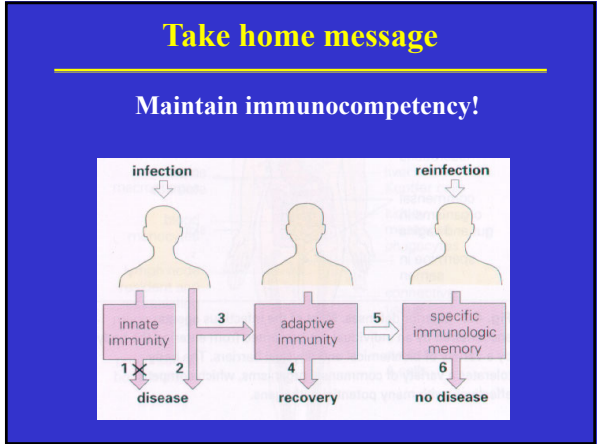 Take home message
Maintain immunocompetency!
infection
reinfection
innate
immunity
3
adaptive
immunity
5
specific
immunologic
memory
1
2
4
6
disease
recovery
no disease